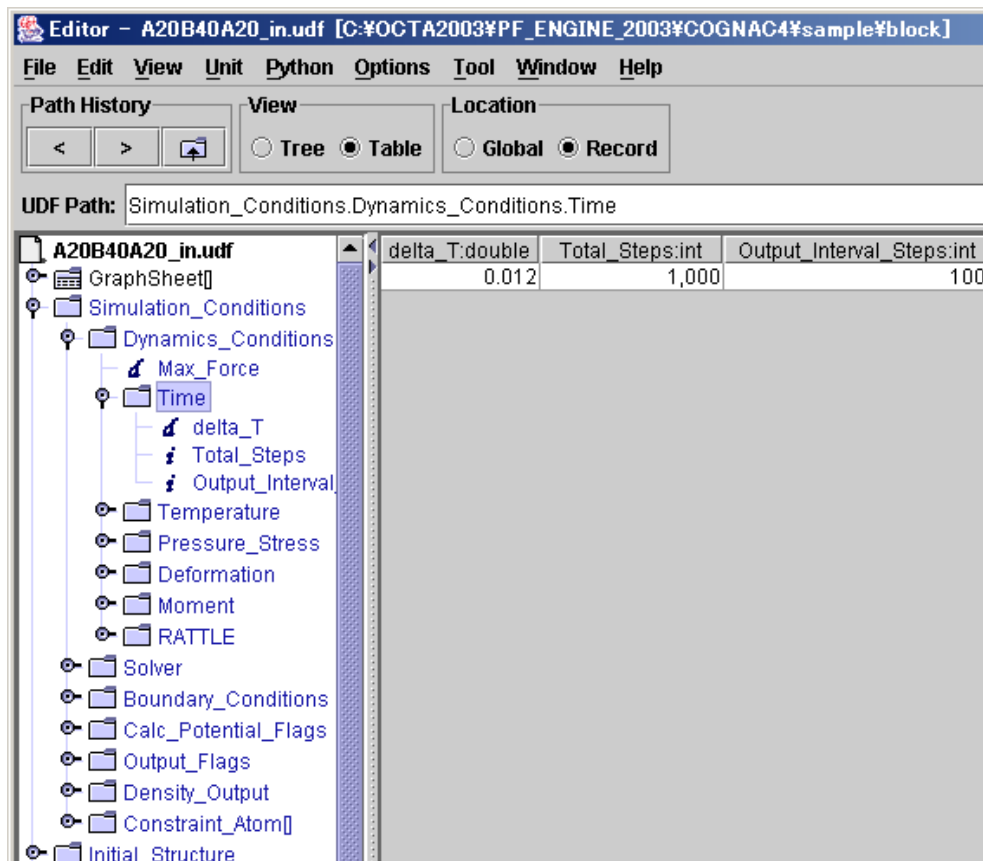 Editor – A20B40A20_in.udf [C:¥OCTA2003¥PF_ENGINE_2003¥COGNAC4¥sample¥block]
File Edit View Unit Python Options Tool Window Help
Path History View Location
< > Tree Table Global Record
UDF Path: Simulation_Conditions.Dynamics_Conditions.Time
A20B40A20_in.udf
GraphSheet[]
Simulation_Conditions
Dynamics_Conditions
Max_Force
Time
delta_T
Total_Steps
Output_Interval_
Temperature
Pressure_Stress
Deformation
Moment
RATTLE
Solver
Boundary_Conditions
Calc_Potential_Flags
Output_Flags
Density_Output
Constraint_Atom[]
Initial_Structure
delta_T:double Total_Steps:int Output_Interval_Steps:int
0.012 1,000 100